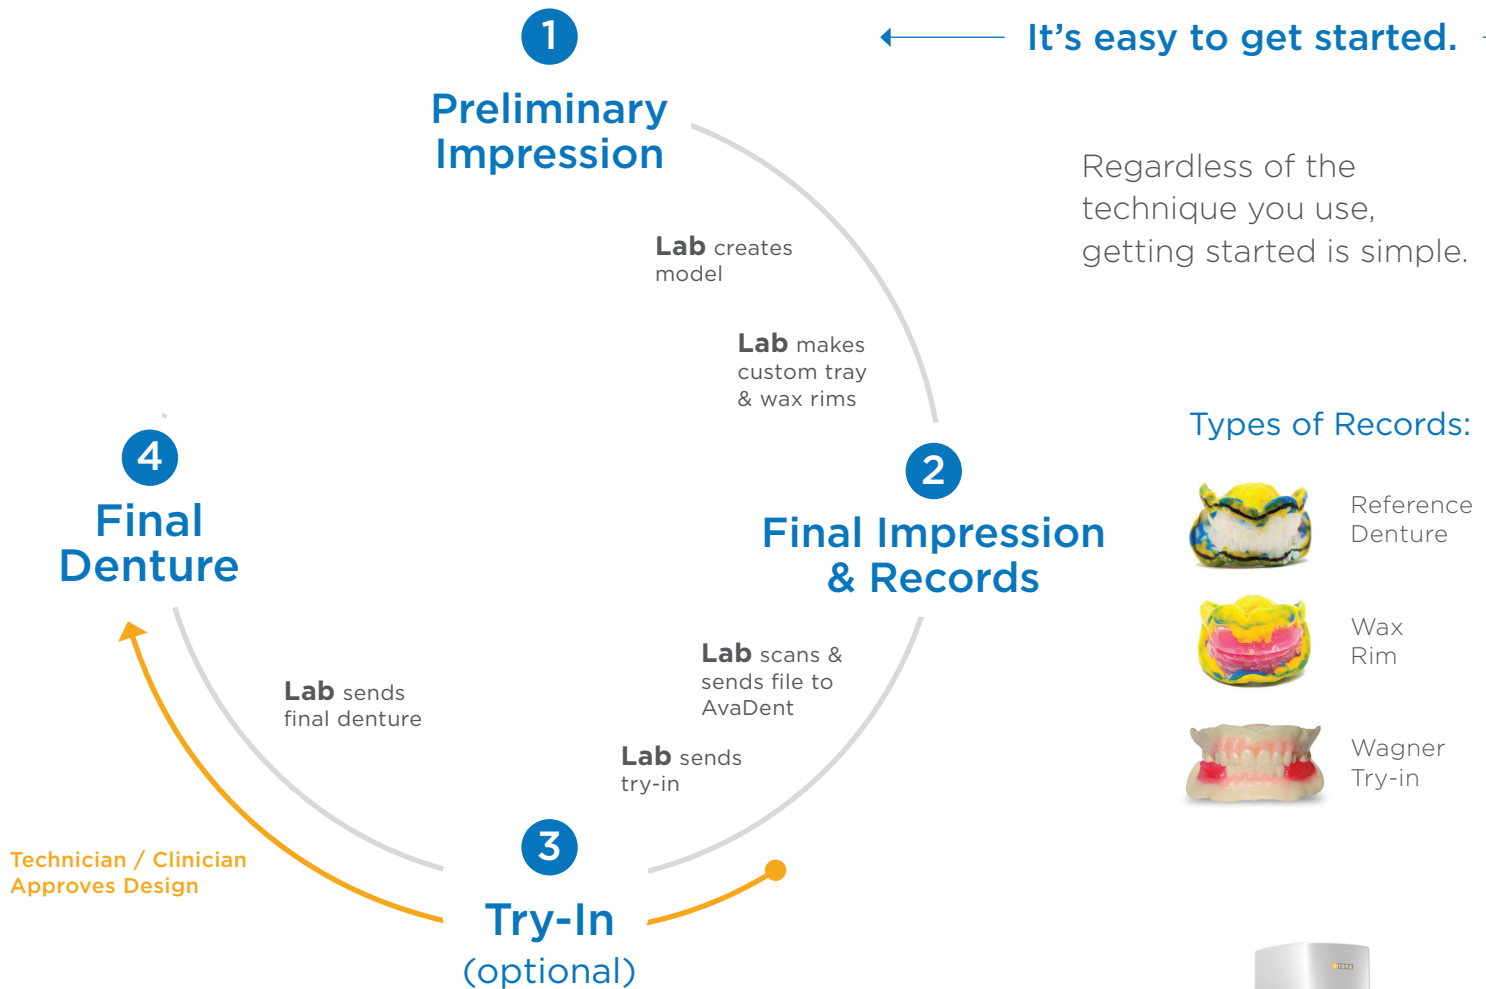 1
Preliminary
Impression
It's easy to get started.
Regardless of the
technique you use,
getting started is simple.
Lab creates
model
Lab makes
custom tray
& wax rims
2
Final Impression
& Records
Types of Records:
Reference
Denture
Wax
Rim
Wagner
Try-in
Lab scans &
sends file to
AvaDent
Lab sends
try-in
3
Try-In
(optional)
Lab sends
final denture
Technician / Clinician
Approves Design
4
Final
Denture